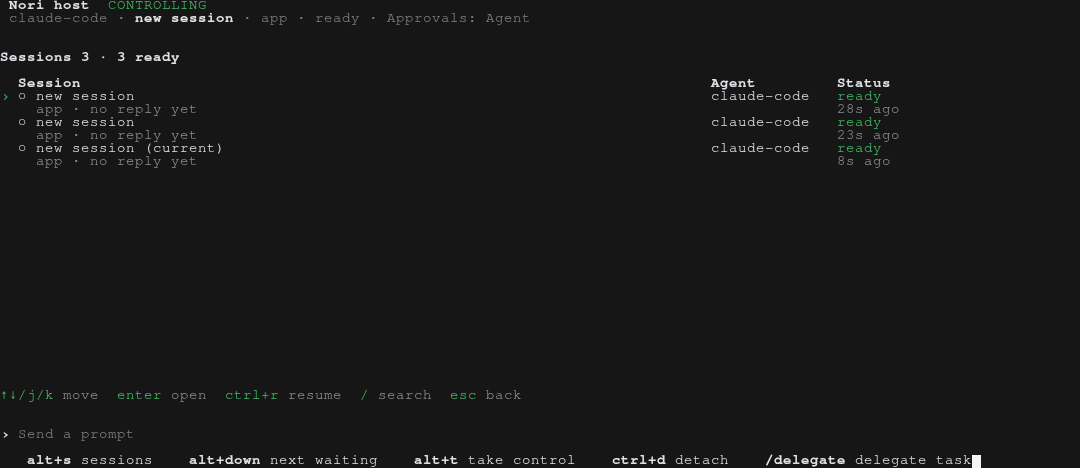 Nori host  CONTROLLING
claude-code · new session · app · ready · Approvals: Agent
Sessions 3 · 3 ready
Session  Agent  Status
› ○ new session  claude-code  ready
app · no reply yet  28s ago
○ new session  claude-code  ready
app · no reply yet  23s ago
○ new session (current)  claude-code  ready
app · no reply yet  8s ago
↑↓/j/k move  enter open  ctrl+r resume  / search  esc back
› Send a prompt
alt+s sessions  alt+down next waiting  alt+t take control  ctrl+d detach  /delegate delegate task